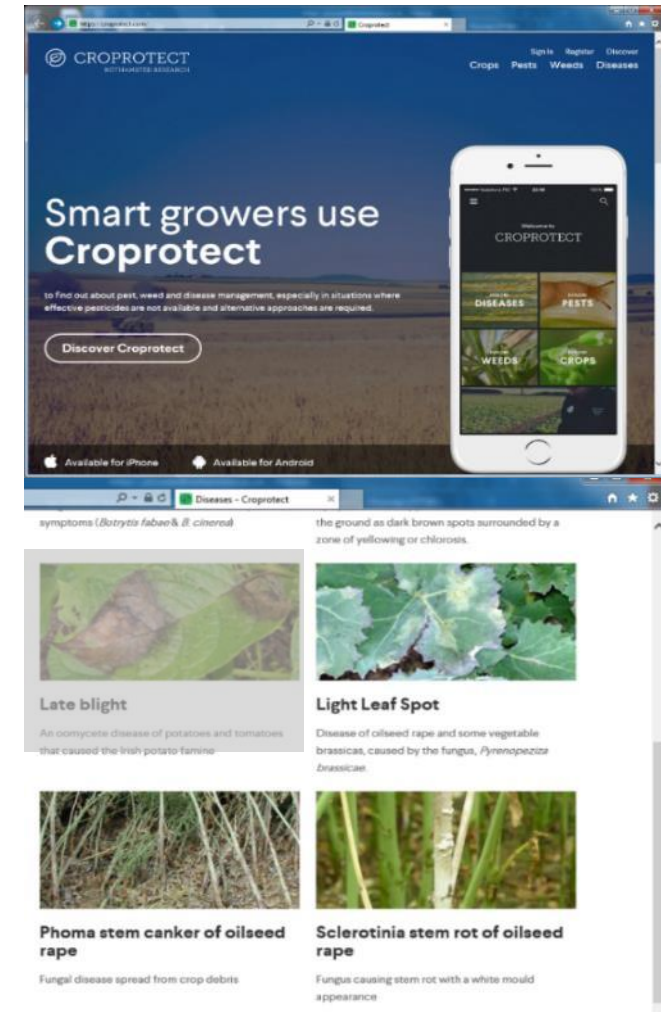 https://croprotect.com
Croprotect
CROPROTECT
ROTHAMSTED RESEARCH
Sign In Register Discover
Crops Pests Weeds Diseases
Smart growers use
Croprotect
to find out about pest, weed and disease management, especially in situations where
effective pesticides are not available and alternative approaches are required.
Discover Croprotect
Available for iPhone
Available for Android
Welcome to
CROPROTECT
DISEASES
PESTS
WEEDS
CROPS
Diseases - Croprotect
symptoms (Botrytis fabae & B. cinerea)
the ground as dark brown spots surrounded by a
zone of yellowing or chlorosis.
Late blight
An oomycete disease of potatoes and tomatoes
that caused the Irish potato famine
Light Leaf Spot
Disease of oilseed rape and some vegetable
brassicas, caused by the fungus, Pyrenopeziza
brassicae.
Phoma stem canker of oilseed
rape
Fungal disease spread from crop debris
Sclerotinia stem rot of oilseed
rape
Fungus causing stem rot with a white mould
appearance